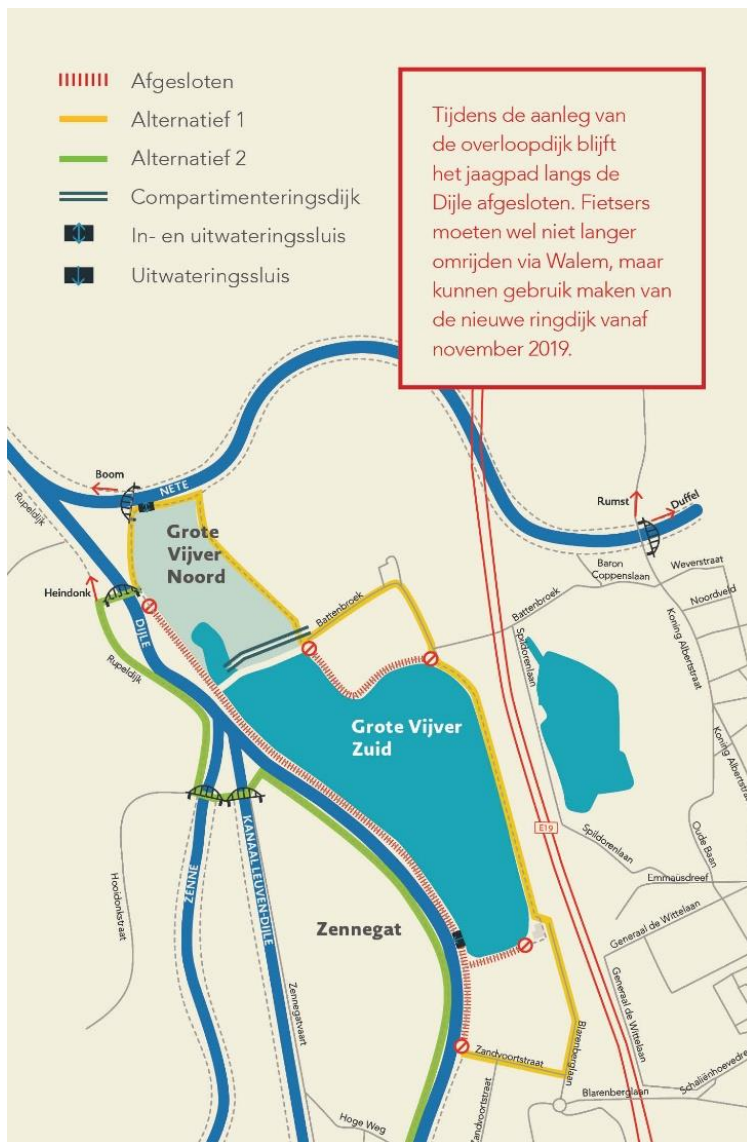 Afgesloten
Alternatief 1
Alternatief 2
Compartimenteringsdijk
In- en uitwateringssluis
Uitwateringssluis
Tijdens de aanleg van
de overloopdijk blijft
het jaagpad langs de
Dijle afgesloten. Fietsers
moeten wel niet langer
omrijden via Walem, maar
kunnen gebruik maken van
de nieuwe ringdijk vanaf
november 2019.
Boom
NETE
Rupeldijk
Rumst
Duffel
Grote
Vijver
Noord
Baron
Coppenslaan
Weverstraat
Noordveld
Heindonk
DIJLE
Battenbroek
Battenbroek
Spildorenlaan
Koning Albertstraat
Rupeldijk
Grote Vijver
Zuid
Koning Albertstraat
E19
Spildorenlaan
Oude Baan
Emmaüsdreef
Hooidonkstraat
ZENNE
KANAAL LEUVEN-DIJLE
Zennegat
Generaal de Wittelaan
Generaal de Wittelaan
Zennegatvaart
Zandvoortstraat
Blarenberglaan
Zandvoortstraat
Schaliënhoevedre
Blarenberglaan
Hoge Weg